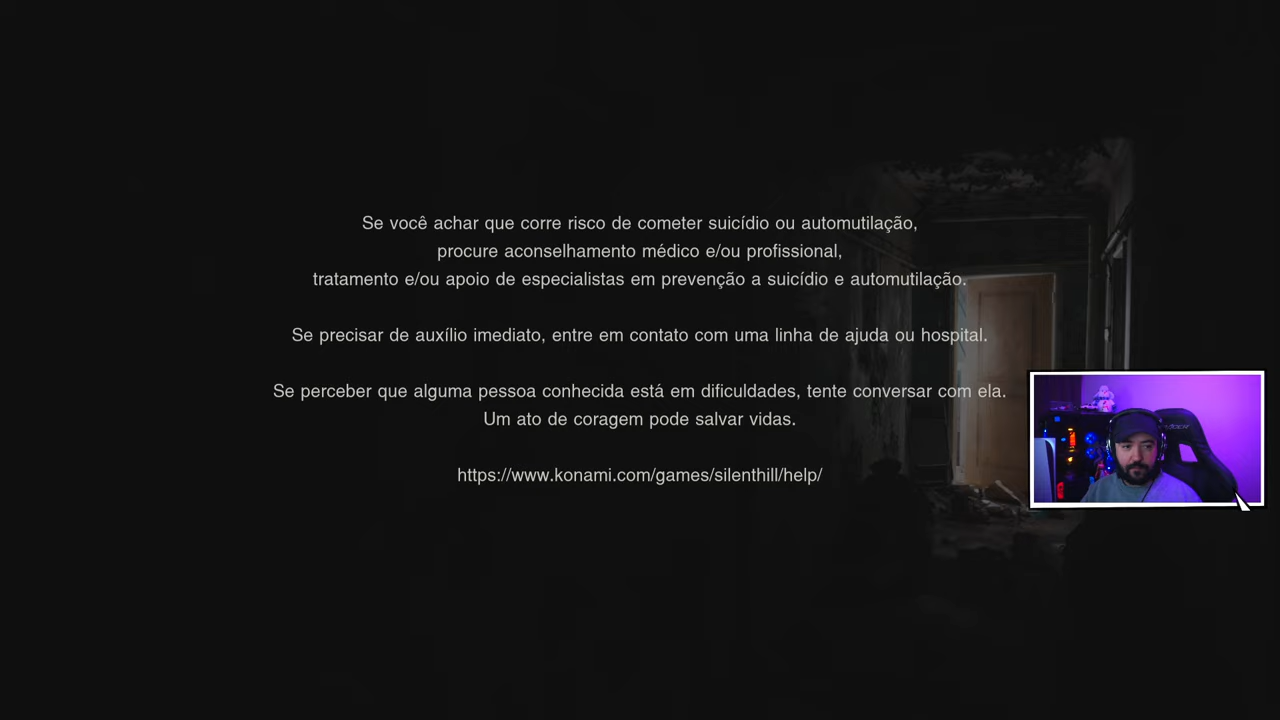 Se você achar que corre risco de cometer suicídio ou automutilação,
procure aconselhamento médico e/ou profissional,
tratamento e/ou apoio de especialistas em prevenção a suicídio e automutilação.
Se precisar de auxílio imediato, entre em contato com uma linha de ajuda ou hospital.
Se perceber que alguma pessoa conhecida está em dificuldades, tente conversar com ela.
Um ato de coragem pode salvar vidas.
https://www.konami.com/games/silenthill/help/